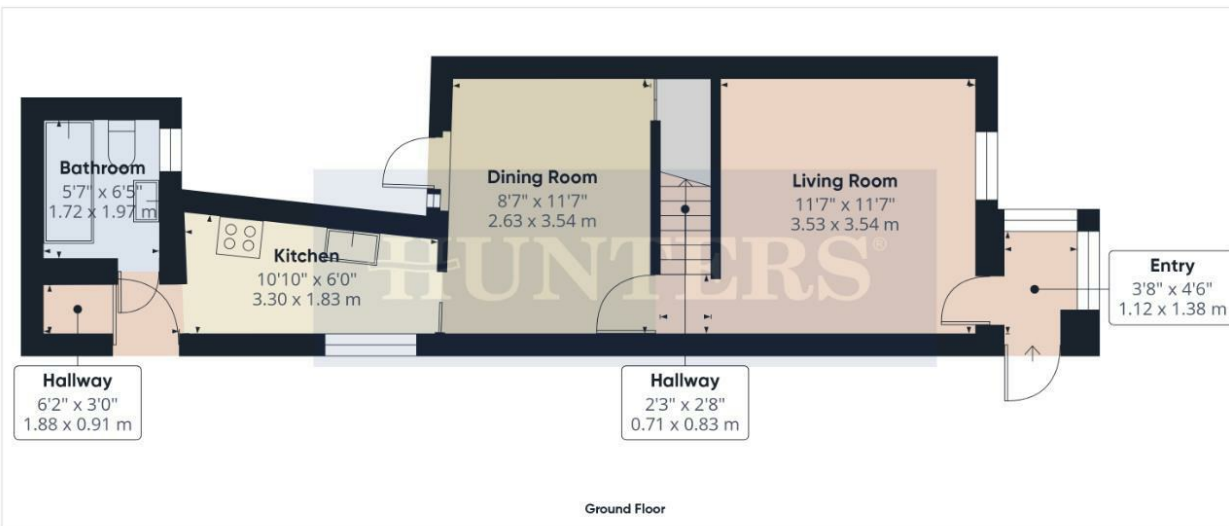 Bathroom
5'7" x 6'5"
1.72 x 1.97 m
Kitchen
10'10" x 6'0"
3.30 x 1.83 m
Dining Room
8'7" x 11'7"
2.63 x 3.54 m
Living Room
11'7" x 11'7"
3.53 x 3.54 m
HUNTERS®
Entry
3'8" x 4'6"
1.12 x 1.38 m
Hallway
6'2" x 3'0"
1.88 x 0.91 m
Hallway
2'3" x 2'8"
0.71 x 0.83 m
Ground Floor